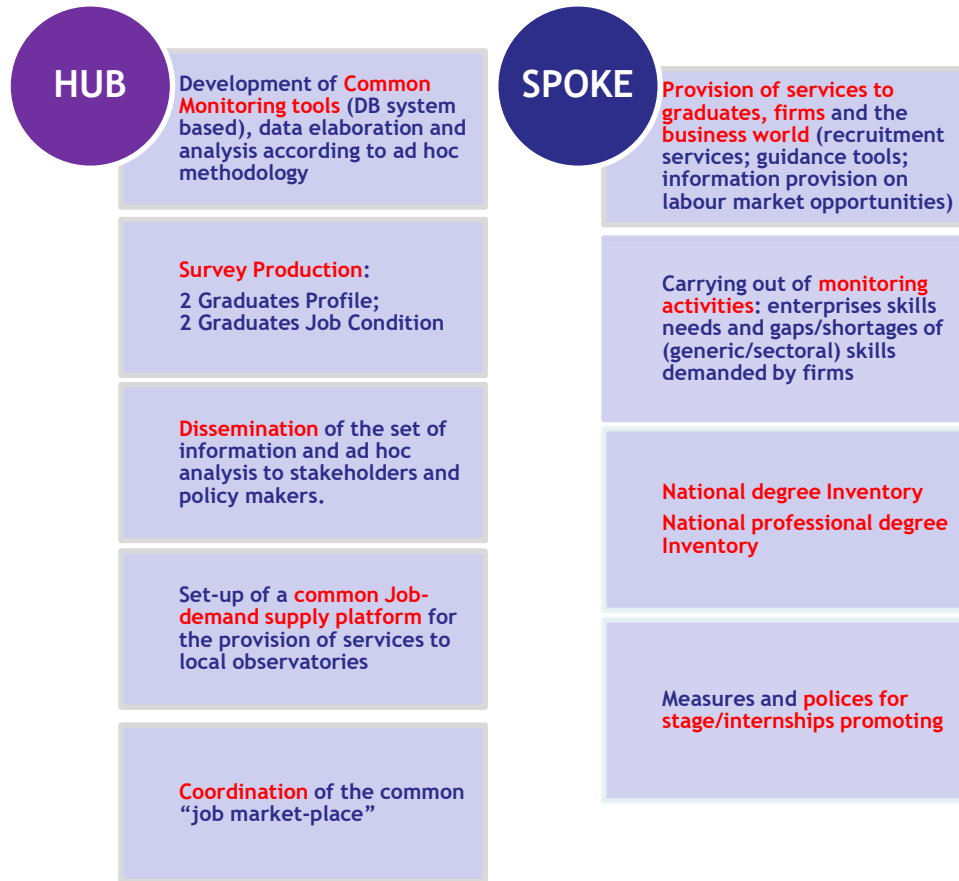 HUB
Development of Common
Monitoring tools (DB system
based), data elaboration and
analysis according to ad hoc
methodology
Survey Production:
2 Graduates Profile;
2 Graduates Job Condition
Dissemination of the set of
information and ad hoc
analysis to stakeholders and
policy makers.
Set-up of a common Job-
demand supply platform for
the provision of services to
local observatories
Coordination of the common
“job market-place”
SPOKE
Provision of services to
graduates, firms and the
business world (recruitment
services; guidance tools;
information provision on
labour market opportunities)
Carrying out of monitoring
activities: enterprises skills
needs and gaps/shortages of
(generic/sectoral) skills
demanded by firms
National degree Inventory
National professional degree
Inventory
Measures and polices for
stage/internships promoting